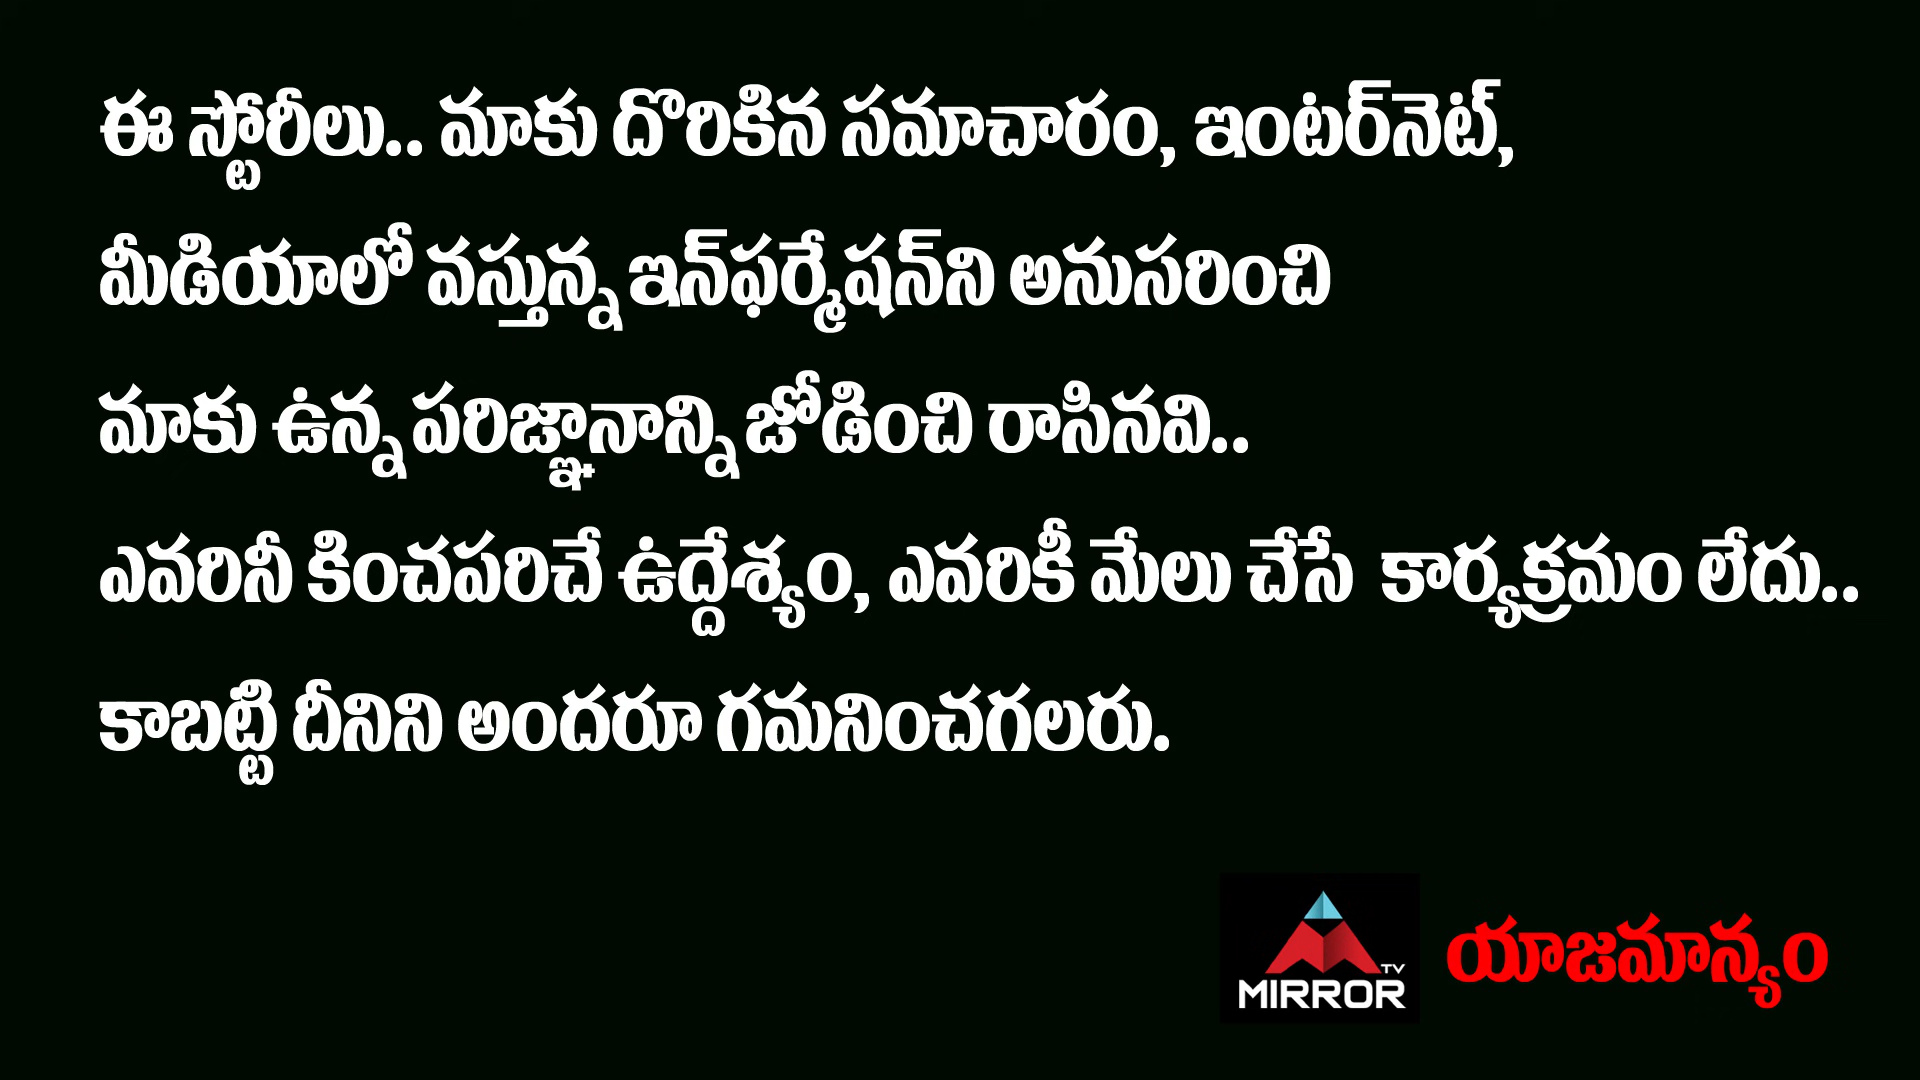 ఈ స్టోరీలు.. మాకు దొరికిన సమాచారం, ఇంటర్‌నెట్,
మీడియాలో వస్తున్న ఇన్‌ఫర్మేషన్‌ని అనుసరించి
మాకు ఉన్న పరిజ్ఞానాన్ని జోడించి రాసినవి..
ఎవరినీ కించపరిచే ఉద్దేశ్యం, ఎవరికీ మేలు చేసే కార్యక్రమం లేదు..
కాబట్టి దీనిని అందరూ గమనించగలరు.
TV
MIRROR
యాజమాన్యం